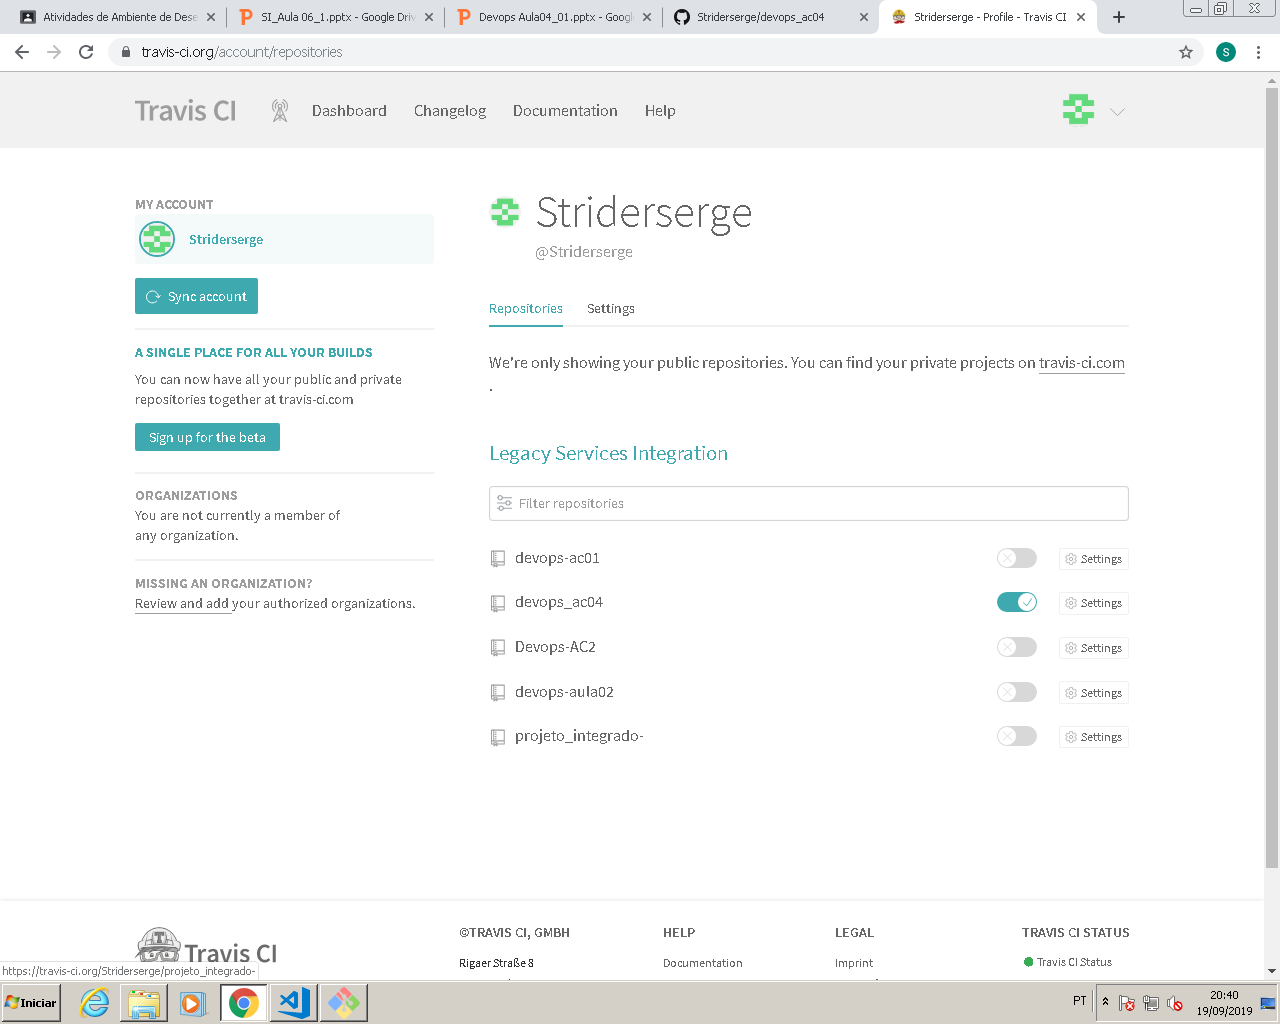 Atividades de Ambiente de Dese
SI_Aula 06_1.pptx - Google Driv
Devops Aula04_01.pptx - Googl
Striderserge/devops_ac04
Striderserge - Profile - Travis CI
travis-ci.org/account/repositories
S
Travis CI
Dashboard
Changelog
Documentation
Help
MY ACCOUNT
Striderserge
Sync account
A SINGLE PLACE FOR ALL YOUR BUILDS
You can now have all your public and private
repositories together at travis-ci.com
Sign up for the beta
ORGANIZATIONS
You are not currently a member of
any organization.
MISSING AN ORGANIZATION?
Review and add your authorized organizations.
Striderserge
@Striderserge
Repositories
Settings
We're only showing your public repositories. You can find your private projects on travis-ci.com
.
Legacy Services Integration
Filter repositories
devops-ac01
Settings
devops_ac04
Settings
Devops-AC2
Settings
devops-aula02
Settings
projeto_integrado-
Settings
Travis CI
©TRAVIS CI, GMBH
Rigaer Straße 8
HELP
Documentation
LEGAL
Imprint
TRAVIS CI STATUS
Travis CI Status
https://travis-ci.org/Striderserge/projeto_integrado-
Iniciar
PT
20:40
19/09/2019